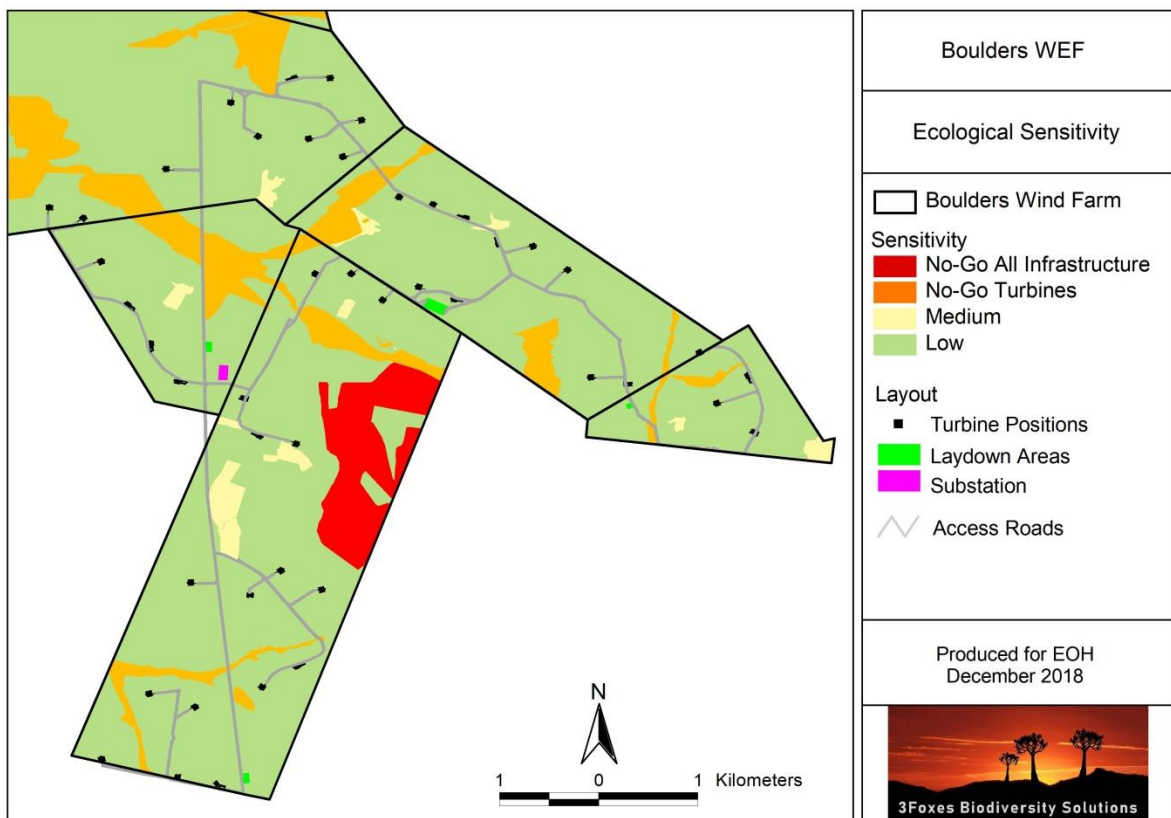 Boulders WEF
Ecological Sensitivity
Boulders Wind Farm
Sensitivity
No-Go All Infrastructure
No-Go Turbines
Medium
Low
Layout
Turbine Positions
Laydown Areas
Substation
Access Roads
Produced for EOH
December 2018
3Foxes Biodiversity Solutions
N
1 0 1 Kilometers